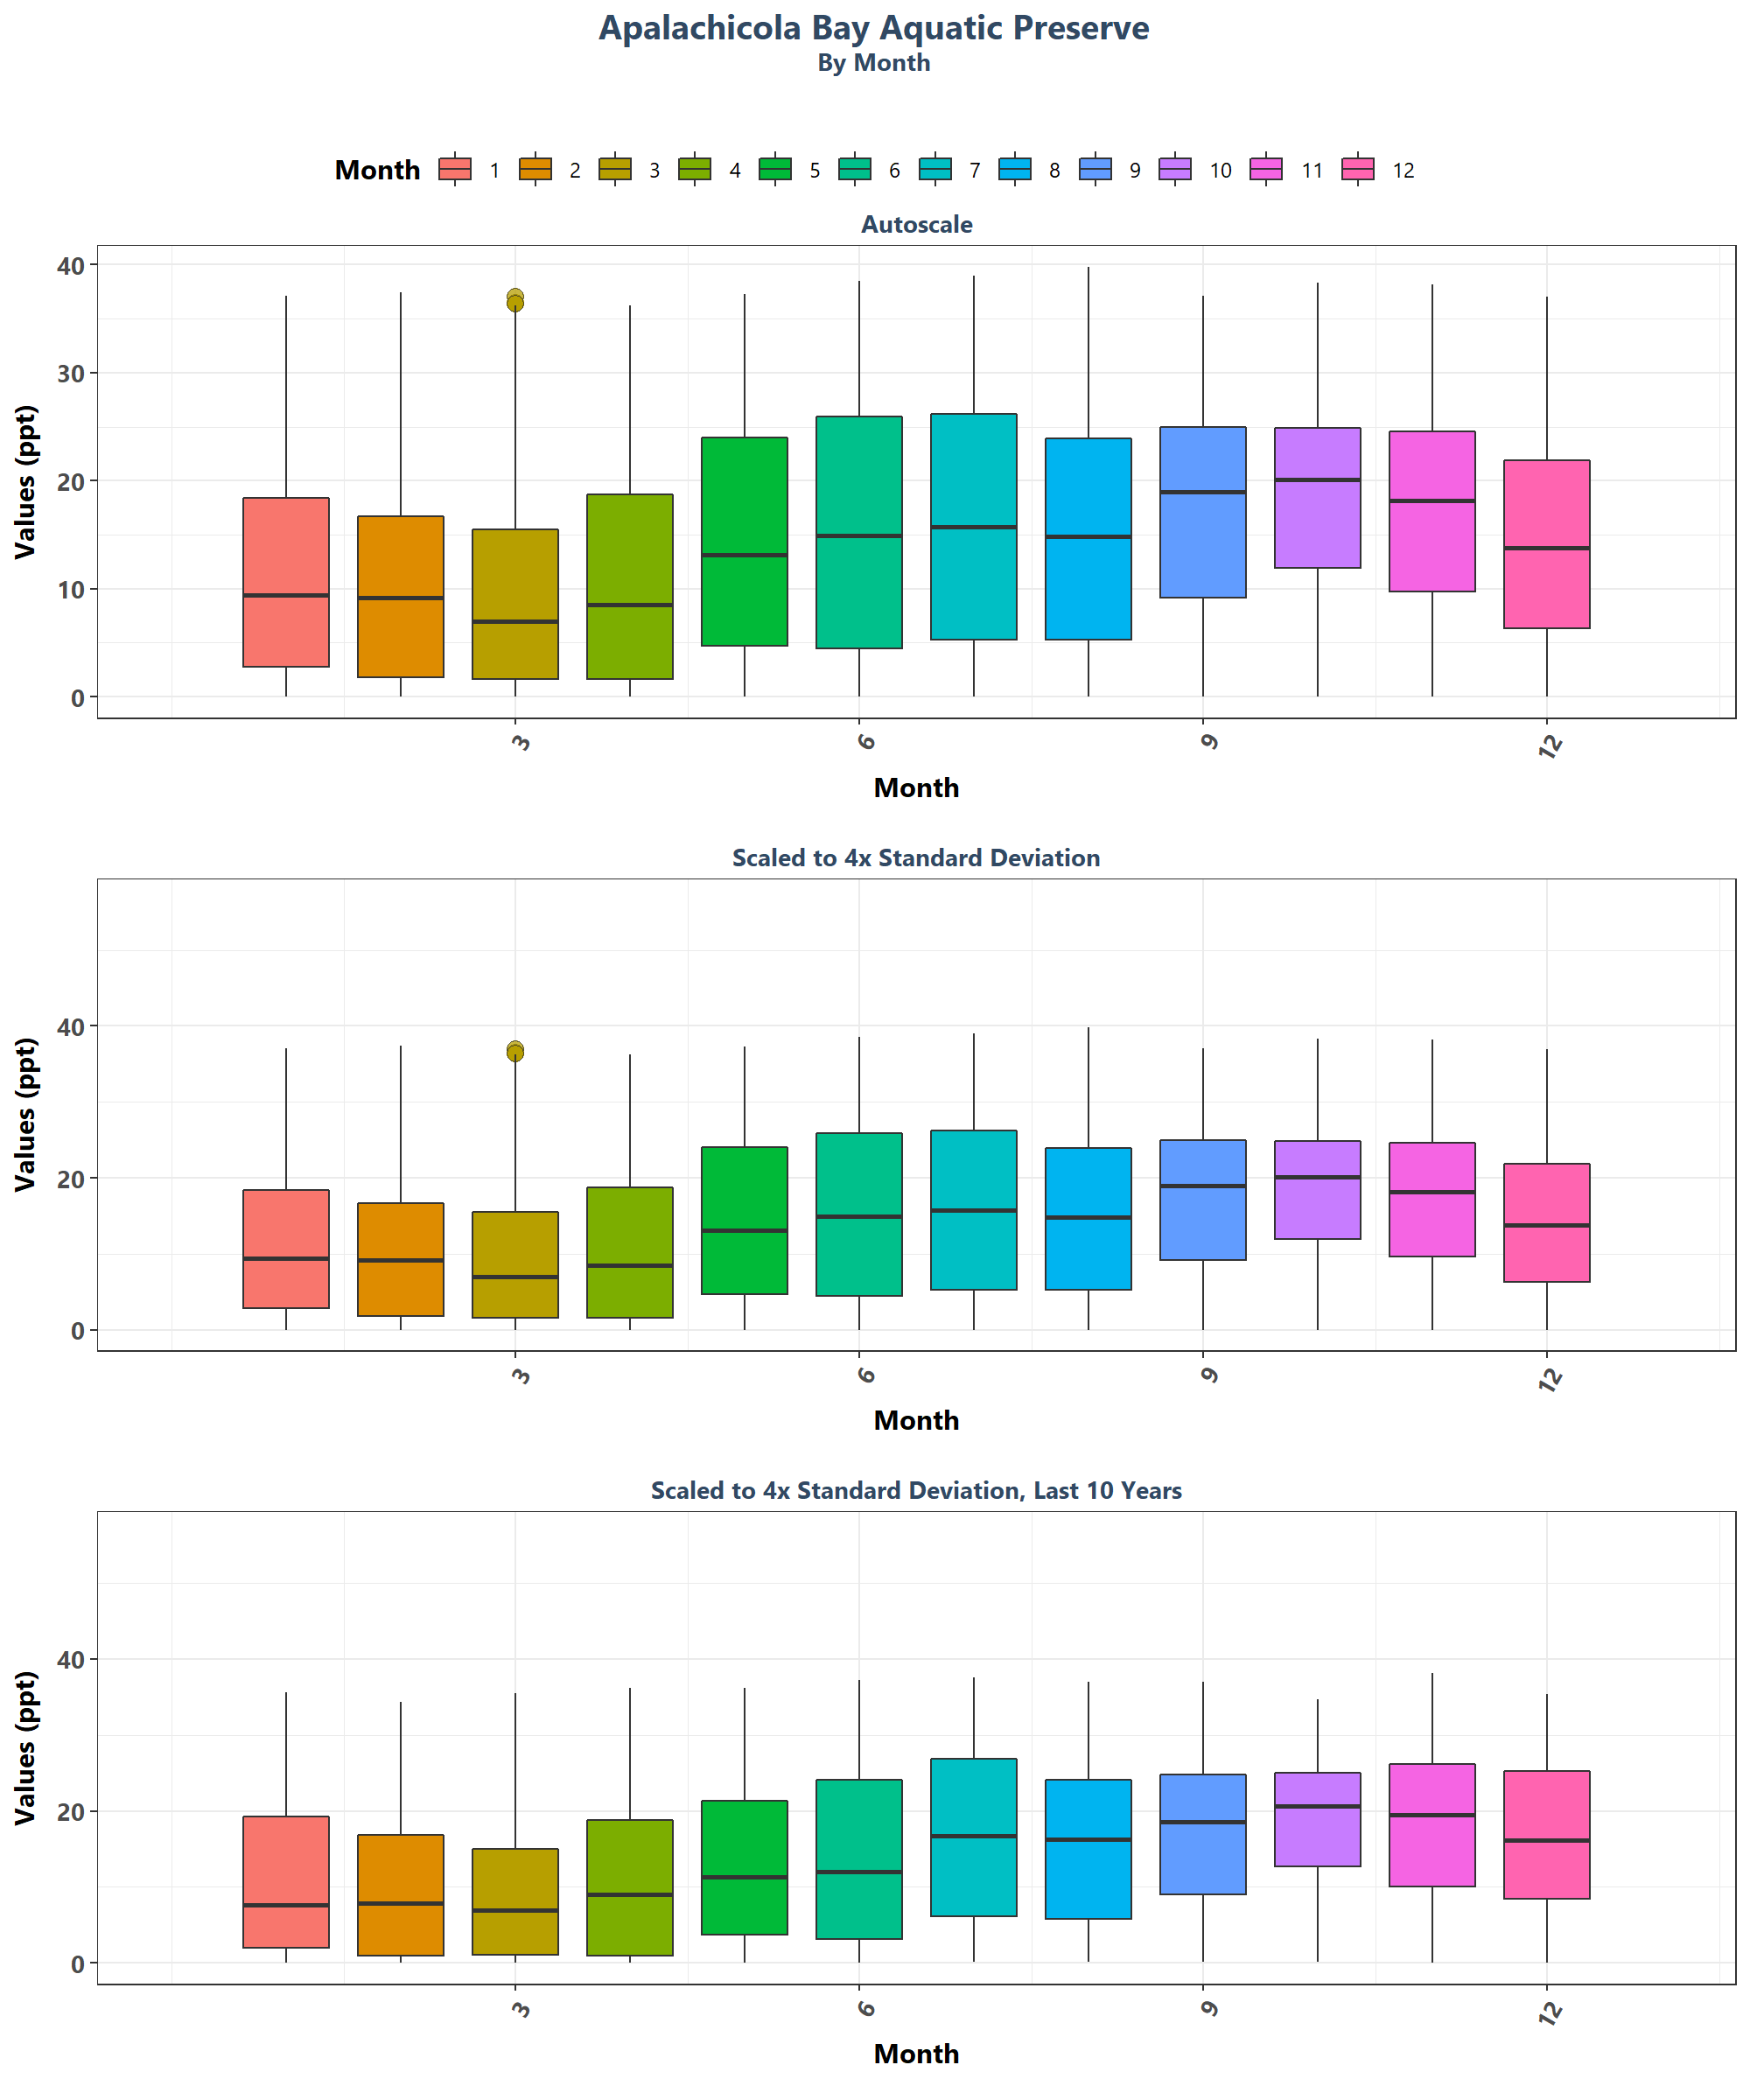 Apalachicola Bay Aquatic Preserve
By Month
Month 1 2 3 4 5 6 7 8 9 10 11 12
Autoscale
Values (ppt)
40
30
20
10
0
3 6 9 12
Month
Scaled to 4x Standard Deviation
Values (ppt)
40
20
0
3 6 9 12
Month
Scaled to 4x Standard Deviation, Last 10 Years
Values (ppt)
40
20
0
3 6 9 12
Month